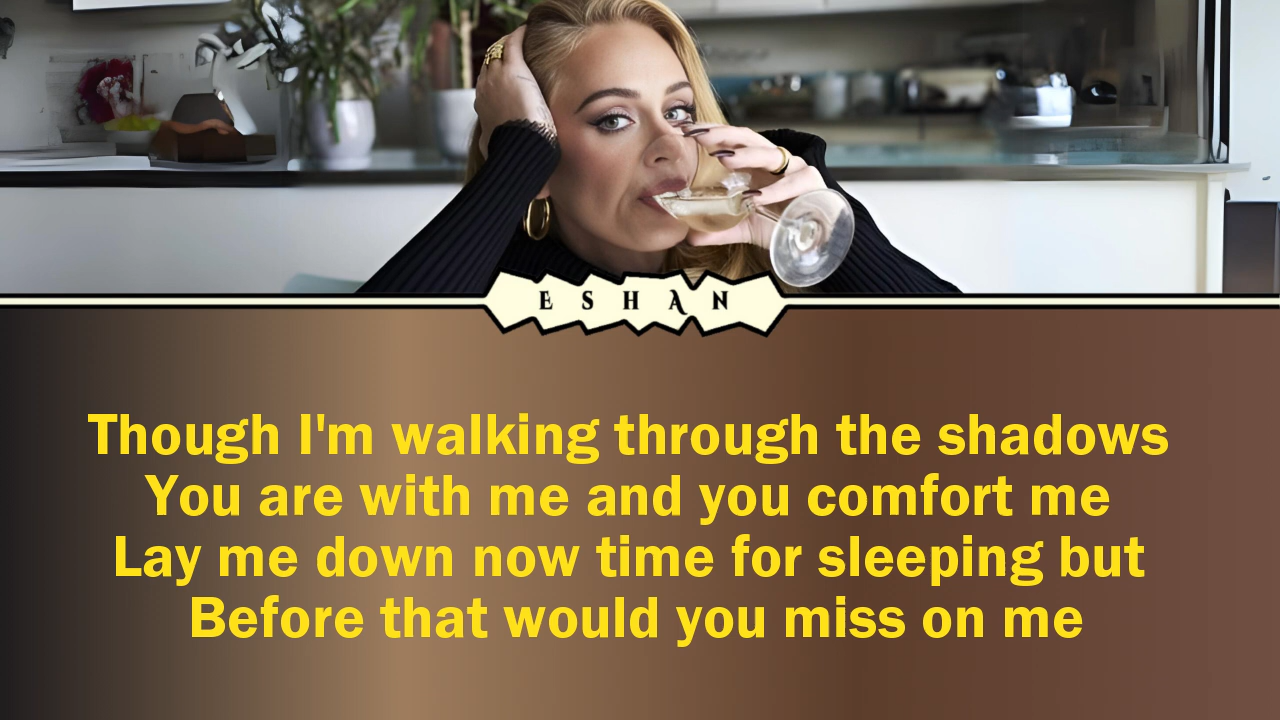 ESHAN
Though I'm walking through the shadows
You are with me and you comfort me
Lay me down now time for sleeping but
Before that would you miss on me